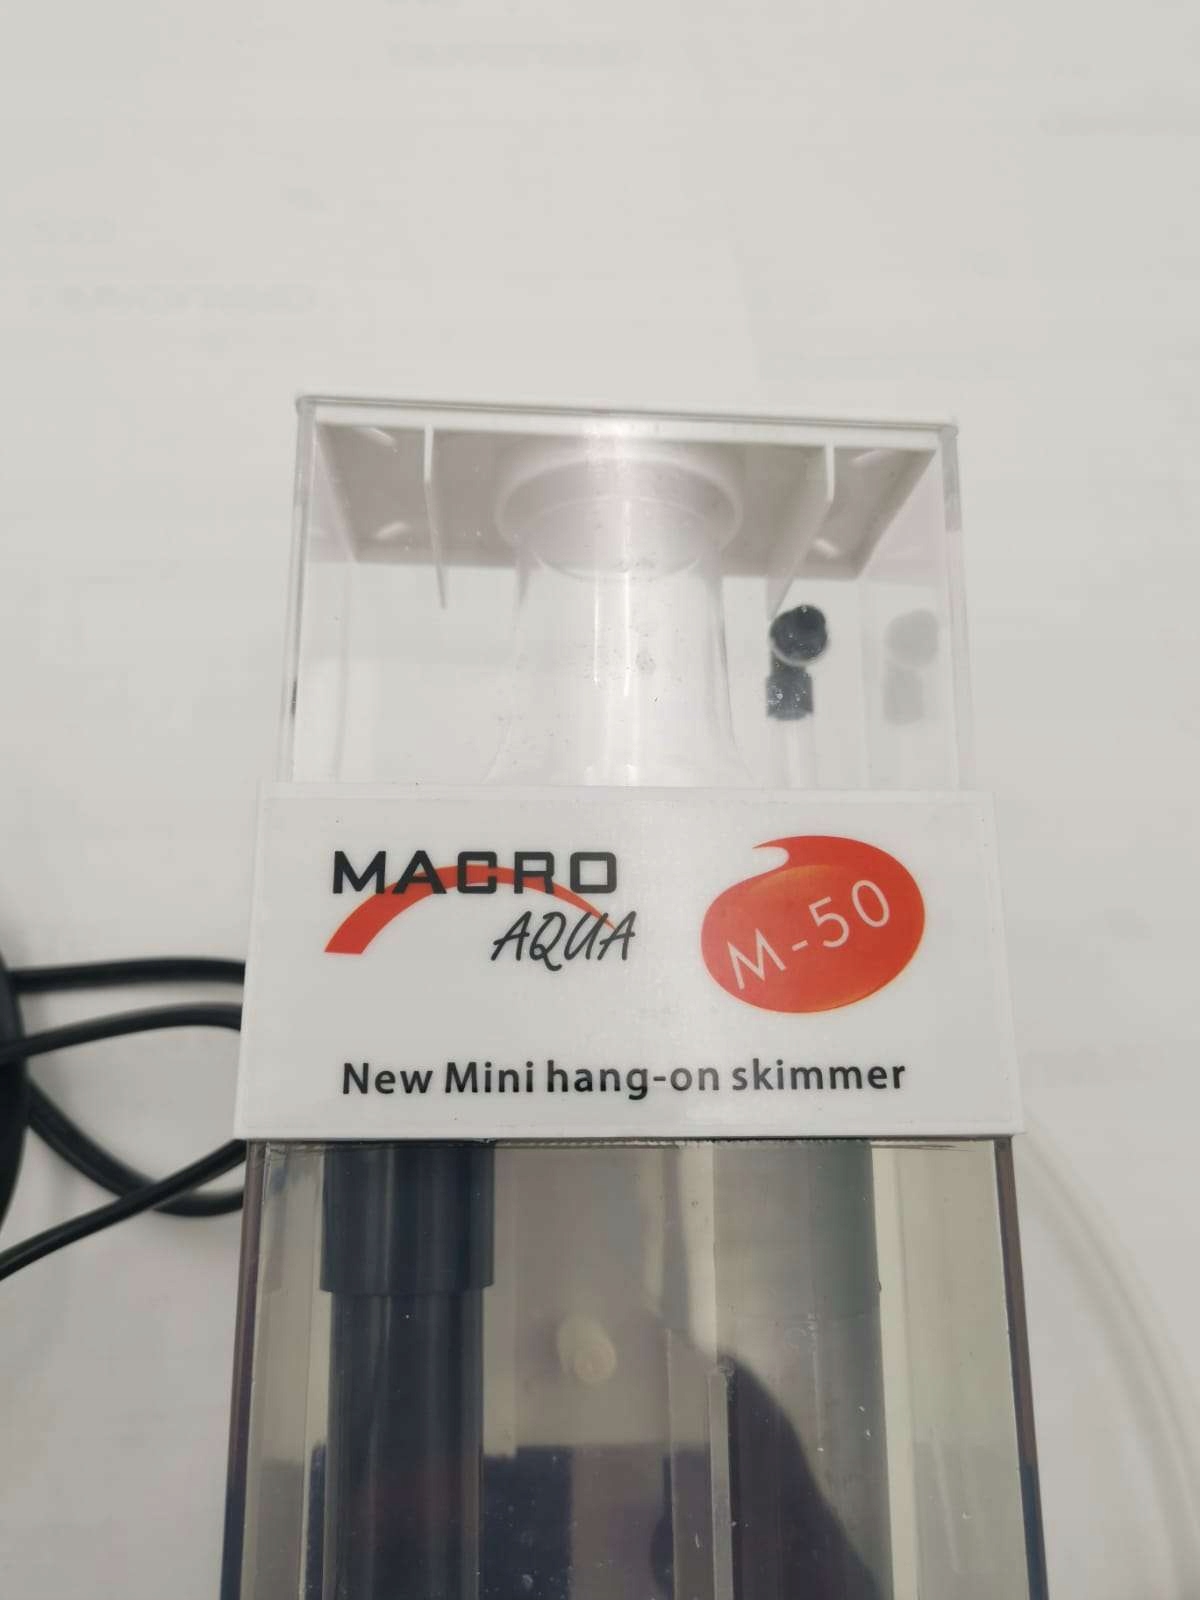 MACRO
AQUA
M-50
New Mini hang-on skimmer